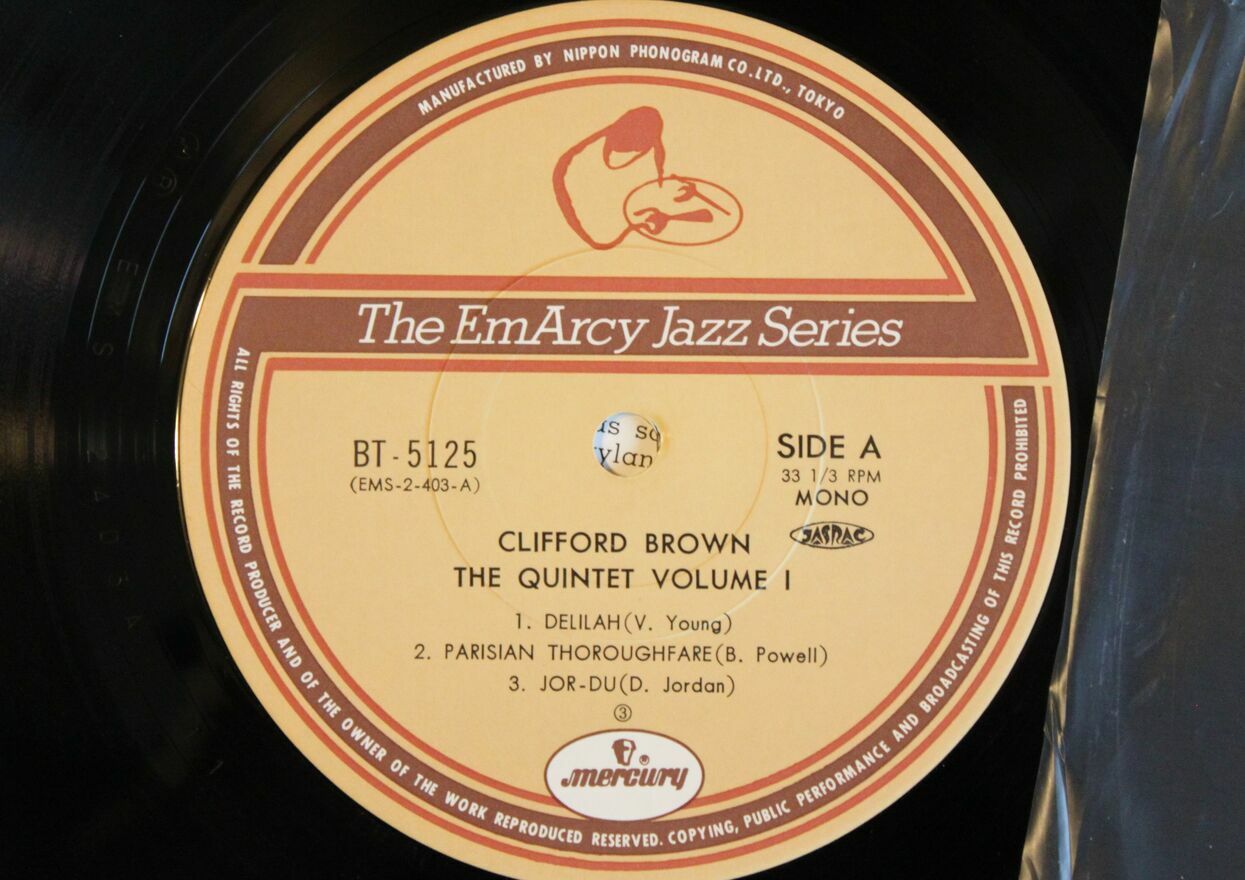 MANUFACTURED BY NIPPON PHONOGRAM CO. LTD., TOKYO
The EmArcy Jazz Series
BT-5125
(EMS-2-403-A)
SIDE A
33 1/3 RPM
MONO
JASRAC
CLIFFORD BROWN
THE QUINTET VOLUME I
1. DELILAH(V. Young)
2. PARISIAN THOROUGHFARE(B. Powell)
3. JOR-DU(D. Jordan)
③
mercury®
ALL RIGHTS OF THE RECORD PRODUCER AND OF THE OWNER OF THE WORK REPRODUCED RESERVED. COPYING, PUBLIC PERFORMANCE AND BROADCASTING OF THIS RECORD PROHIBITED